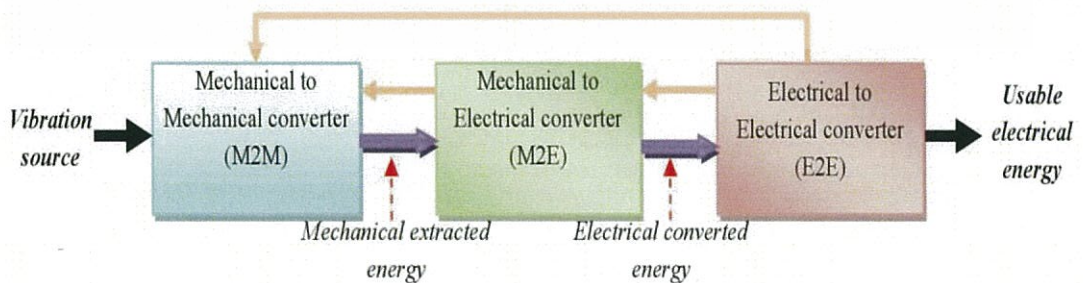 Vibration
source
Mechanical to
Mechanical converter
(M2M)
Mechanical extracted
energy
Mechanical to
Electrical converter
(M2E)
Electrical converted
energy
Electrical to
Electrical converter
(E2E)
Usable
electrical
energy